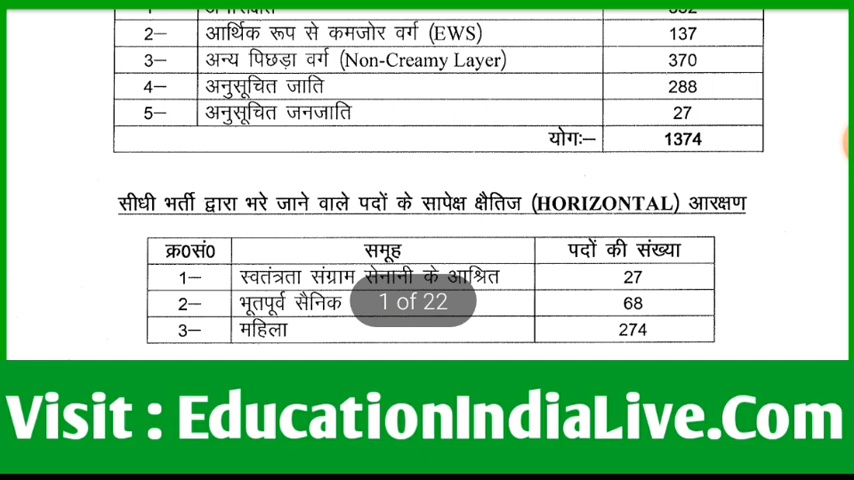 2– आर्थिक रूप से कमजोर वर्ग (EWS) 137
3– अन्य पिछड़ा वर्ग (Non-Creamy Layer) 370
4– अनुसूचित जाति 288
5– अनुसूचित जनजाति 27
योगः– 1374
सीधी भर्ती द्वारा भरे जाने वाले पदों के सापेक्ष क्षैतिज (HORIZONTAL) आरक्षण
क्र0सं0 समूह पदों की संख्या
1– स्वतंत्रता संग्राम सेनानी के आश्रित 27
2– भूतपूर्व सैनिक 68
1 of 22
3– महिला 274
Visit : EducationIndiaLive.Com